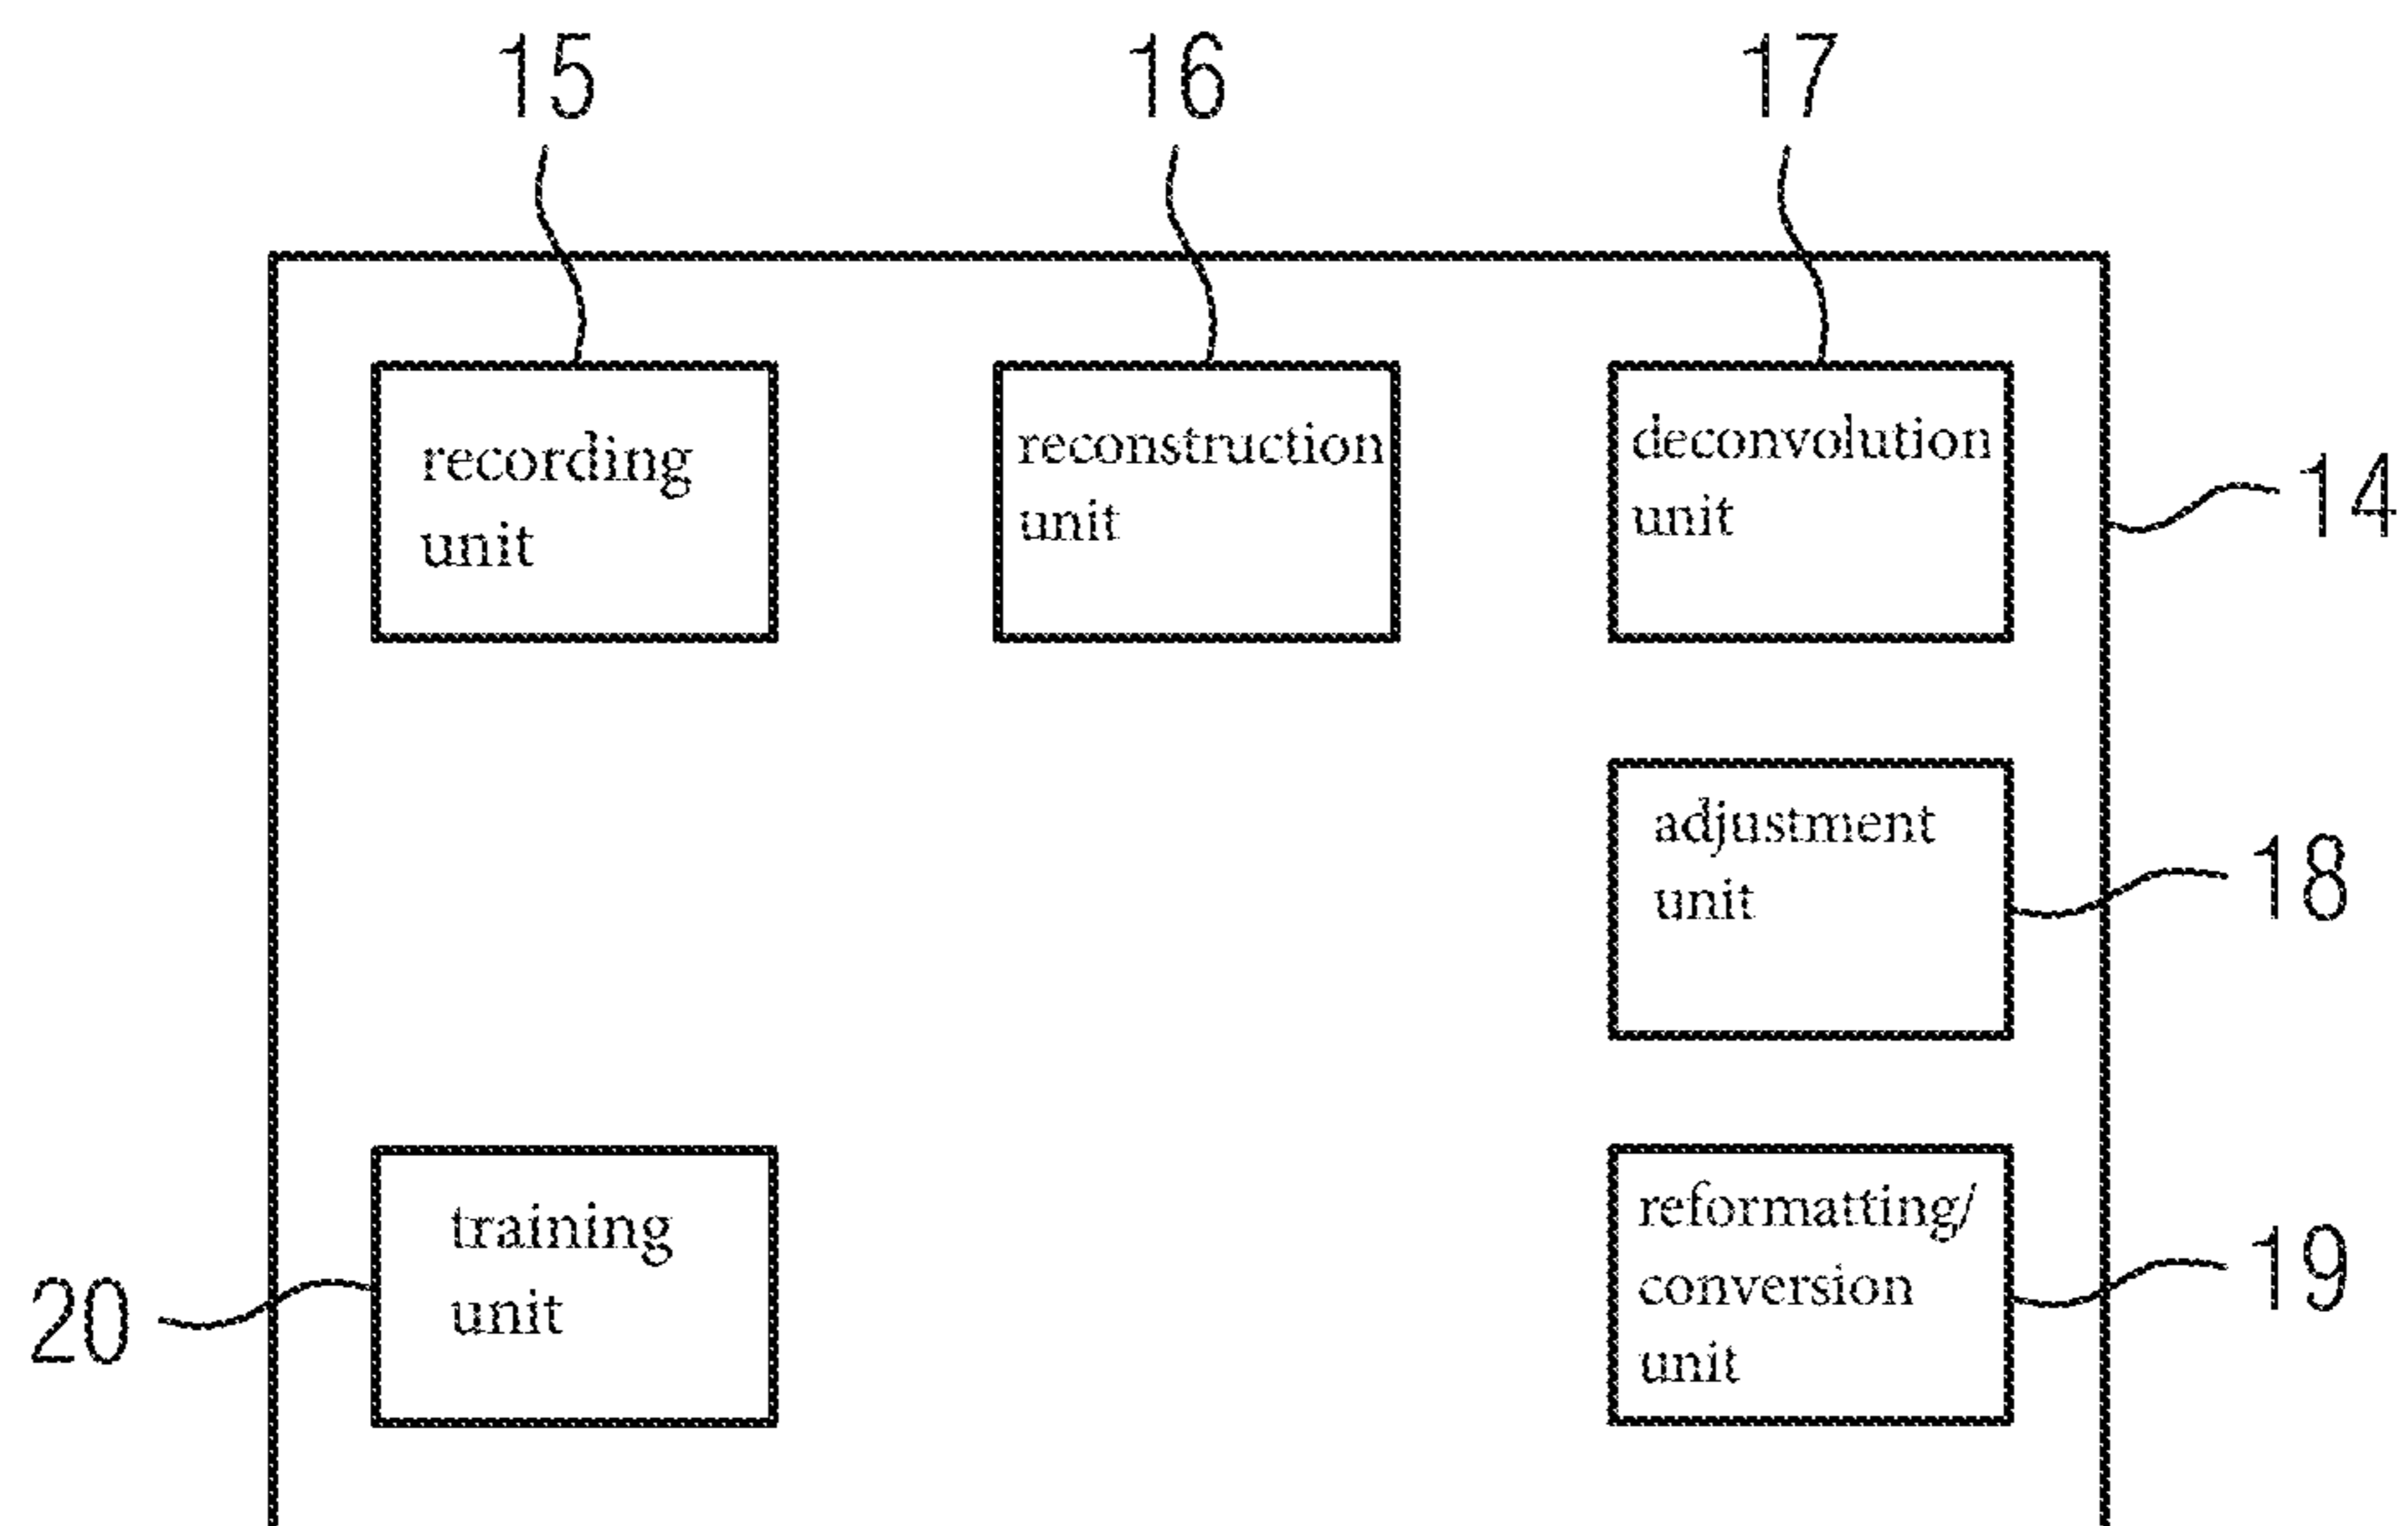 15
16
17
recording
unit
reconstruction
unit
deconvolution
unit
14
adjustment
unit
18
training
unit
20
reformatting/
conversion
unit
19